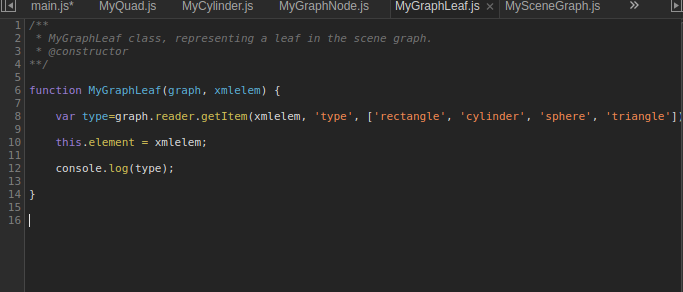 main.js* MyQuad.js MyCylinder.js MyGraphNode.js MyGraphLeaf.js × MySceneGraph.js »
1 /**
2  * MyGraphLeaf class, representing a leaf in the scene graph.
3  * @constructor
4 **/
5
6 function MyGraphLeaf(graph, xmlelem) {
7
8     var type=graph.reader.getItem(xmlelem, 'type', ['rectangle', 'cylinder', 'sphere', 'triangle'])
9
10     this.element = xmlelem;
11
12     console.log(type);
13
14 }
15
16